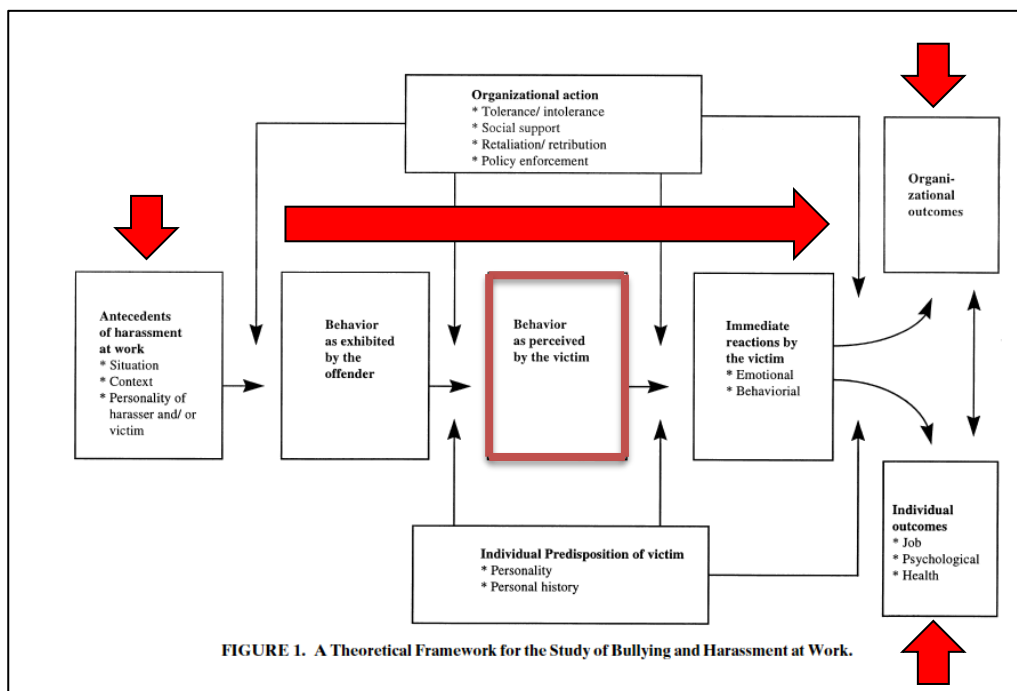 Organizational action
* Tolerance/ intolerance
* Social support
* Retaliation/ retribution
* Policy enforcement
Organi-
zational
outcomes
Antecedents
of harassment
at work
* Situation
* Context
* Personality of
harasser and/ or
victim
Behavior
as exhibited by
the offender
Behavior
as perceived by
the victim
Immediate
reactions by
the victim
* Emotional
* Behaviorial
Individual
outcomes
* Job
* Psychological
* Health
Individual Predisposition of victim
* Personality
* Personal history
FIGURE 1. A Theoretical Framework for the Study of Bullying and Harassment at Work.